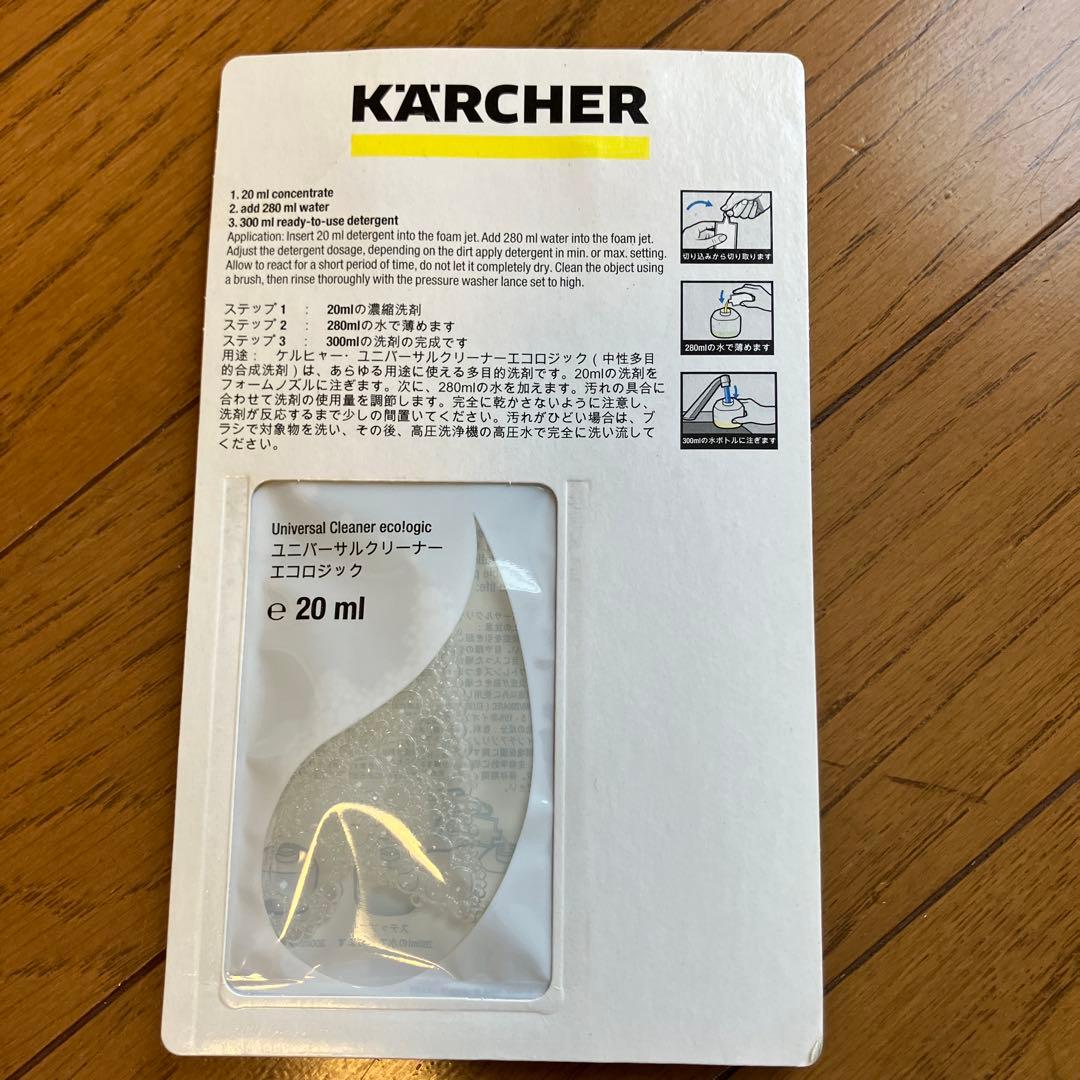 KÄRCHER
1. 20 ml concentrate
2. add 280 ml water
3. 300 ml ready-to-use detergent
Application: Insert 20 ml detergent into the foam jet. Add 280 ml water into the foam jet.
Adjust the detergent dosage, depending on the dirt apply detergent in min. or max. setting.
Allow to react for a short period of time, do not let it completely dry. Clean the object using
a brush, then rinse thoroughly with the pressure washer lance set to high.
ステップ1 : 20mlの濃縮洗剤
ステップ2 : 280mlの水で薄めます
ステップ3 : 300mlの洗剤の完成です
用途： ケルヒャー・ユニバーサルクリーナーエコロジック（中性多目
的合成洗剤）は、あらゆる用途に使える多目的洗剤です。20mlの洗剤を
フォームノズルに注ぎます。次に、280mlの水を加えます。汚れの具合に
合わせて洗剤の使用量を調節します。完全に乾かさないように注意し、
洗剤が反応するまで少しの間置いてください。汚れがひどい場合は、ブ
ラシで対象物を洗い、その後、高圧洗浄機の高圧水で完全に洗い流して
ください。
切り込みから切り取ります
280mlの水で薄めます
300mlの水ボトルに注ぎます
Universal Cleaner eco!ogic
ユニバーサルクリーナー
エコロジック
℮ 20 ml